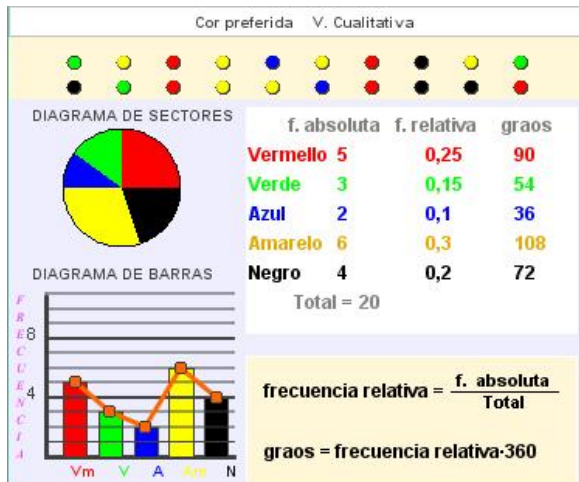 Cor preferida V. Cualitativa
DIAGRAMA DE SECTORES
f. absoluta f. relativa graos
Vermello 5 0,25 90
Verde 3 0,15 54
Azul 2 0,1 36
Amarelo 6 0,3 108
Negro 4 0,2 72
Total = 20
DIAGRAMA DE BARRAS
FRECUENCIA
8
4
Vm V A Am N
frecuencia relativa = f. absoluta / Total
graos = frecuencia relativa·360